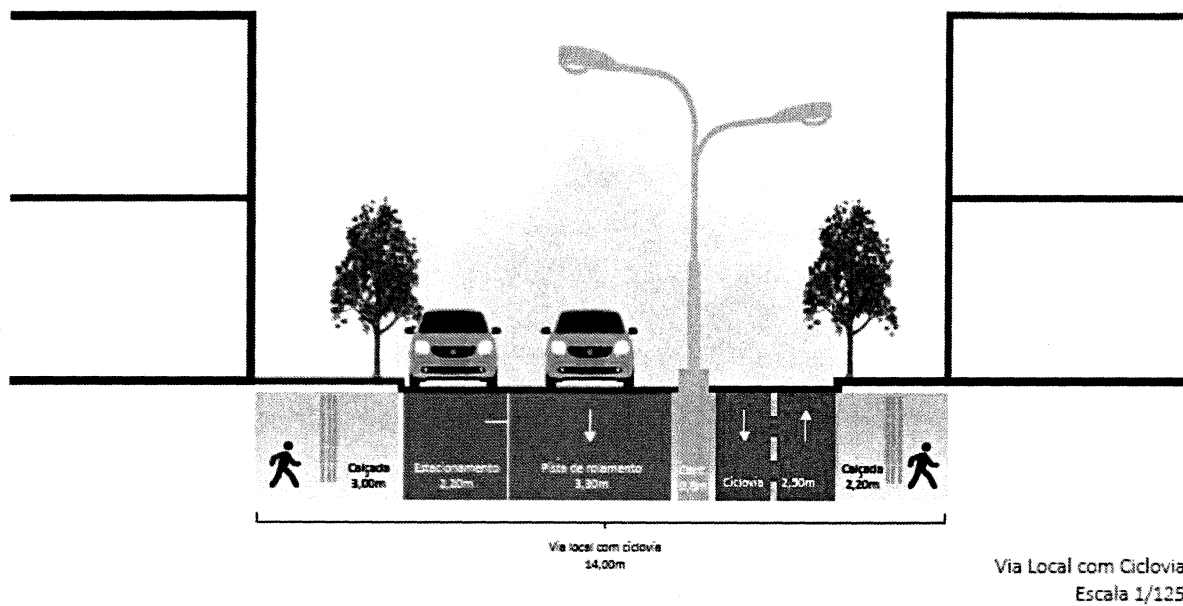 Calçada
3,00m
Estacionamento
2,20m
Pista de rolamento
3,30m
Ciclovia 2,50m
Calçada
2,20m
Via local com ciclovia
14,00m
Via Local com Ciclovia
Escala 1/125